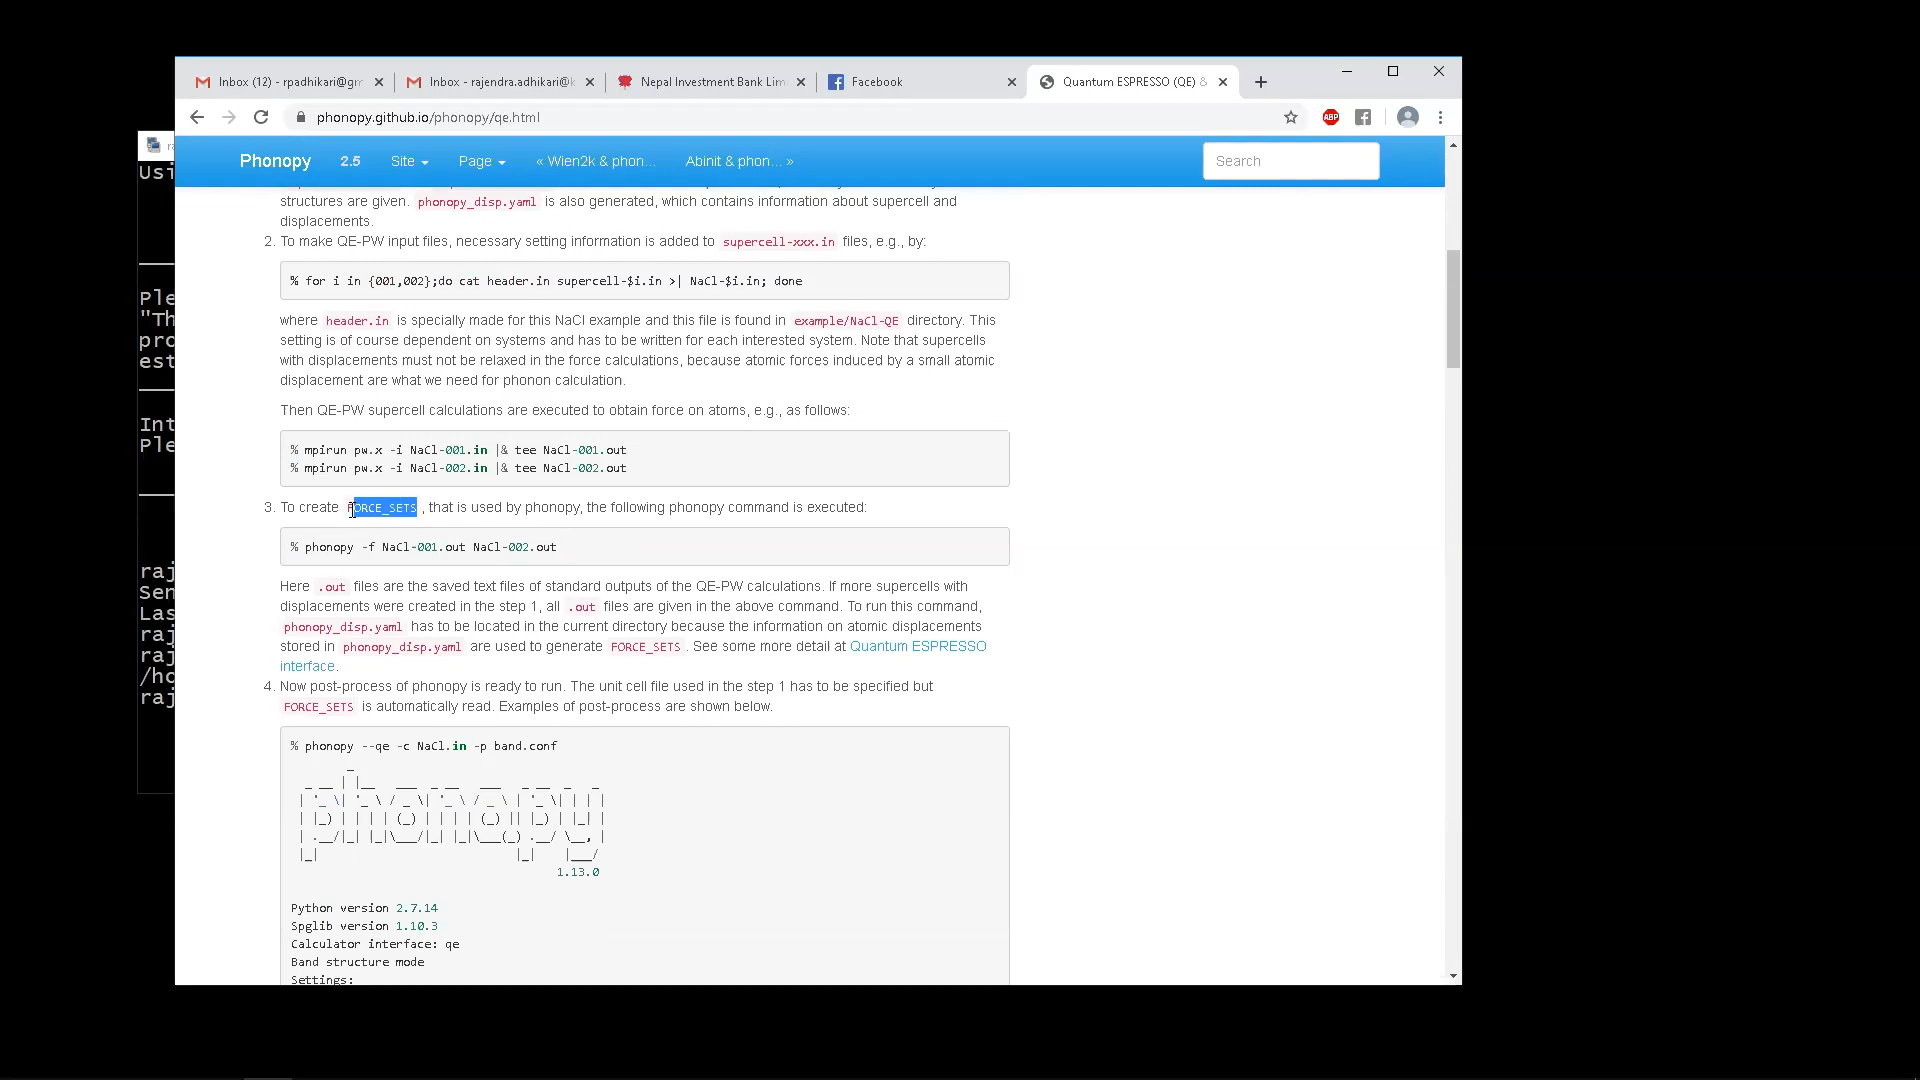 Inbox (12) - rpadhikari@gm
Inbox - rajendra.adhikari@k
Nepal Investment Bank Lim
Facebook
Quantum ESPRESSO (QE) &
phonopy.github.io/phonopy/qe.html
ABP
Phonopy 2.5 Site Page « Wien2k & phon... Abinit & phon... » Search
structures are given. phonopy_disp.yaml is also generated, which contains information about supercell and
displacements.
2. To make QE-PW input files, necessary setting information is added to supercell-xxx.in files, e.g., by:
% for i in {001,002};do cat header.in supercell-$i.in >| NaCl-$i.in; done
where header.in is specially made for this NaCl example and this file is found in example/NaCl-QE directory. This
setting is of course dependent on systems and has to be written for each interested system. Note that supercells
with displacements must not be relaxed in the force calculations, because atomic forces induced by a small atomic
displacement are what we need for phonon calculation.
Then QE-PW supercell calculations are executed to obtain force on atoms, e.g., as follows:
% mpirun pw.x -i NaCl-001.in |& tee NaCl-001.out
% mpirun pw.x -i NaCl-002.in |& tee NaCl-002.out
3. To create FORCE_SETS , that is used by phonopy, the following phonopy command is executed:
% phonopy -f NaCl-001.out NaCl-002.out
Here .out files are the saved text files of standard outputs of the QE-PW calculations. If more supercells with
displacements were created in the step 1, all .out files are given in the above command. To run this command,
phonopy_disp.yaml has to be located in the current directory because the information on atomic displacements
stored in phonopy_disp.yaml are used to generate FORCE_SETS . See some more detail at Quantum ESPRESSO
interface.
4. Now post-process of phonopy is ready to run. The unit cell file used in the step 1 has to be specified but
FORCE_SETS is automatically read. Examples of post-process are shown below.
% phonopy --qe -c NaCl.in -p band.conf
1.13.0
Python version 2.7.14
Spglib version 1.10.3
Calculator interface: qe
Band structure mode
Settings:
Usi
Ple
"Th
pro
est
Int
Ple
raj
Sen
Las
raj
raj
/ho
raj